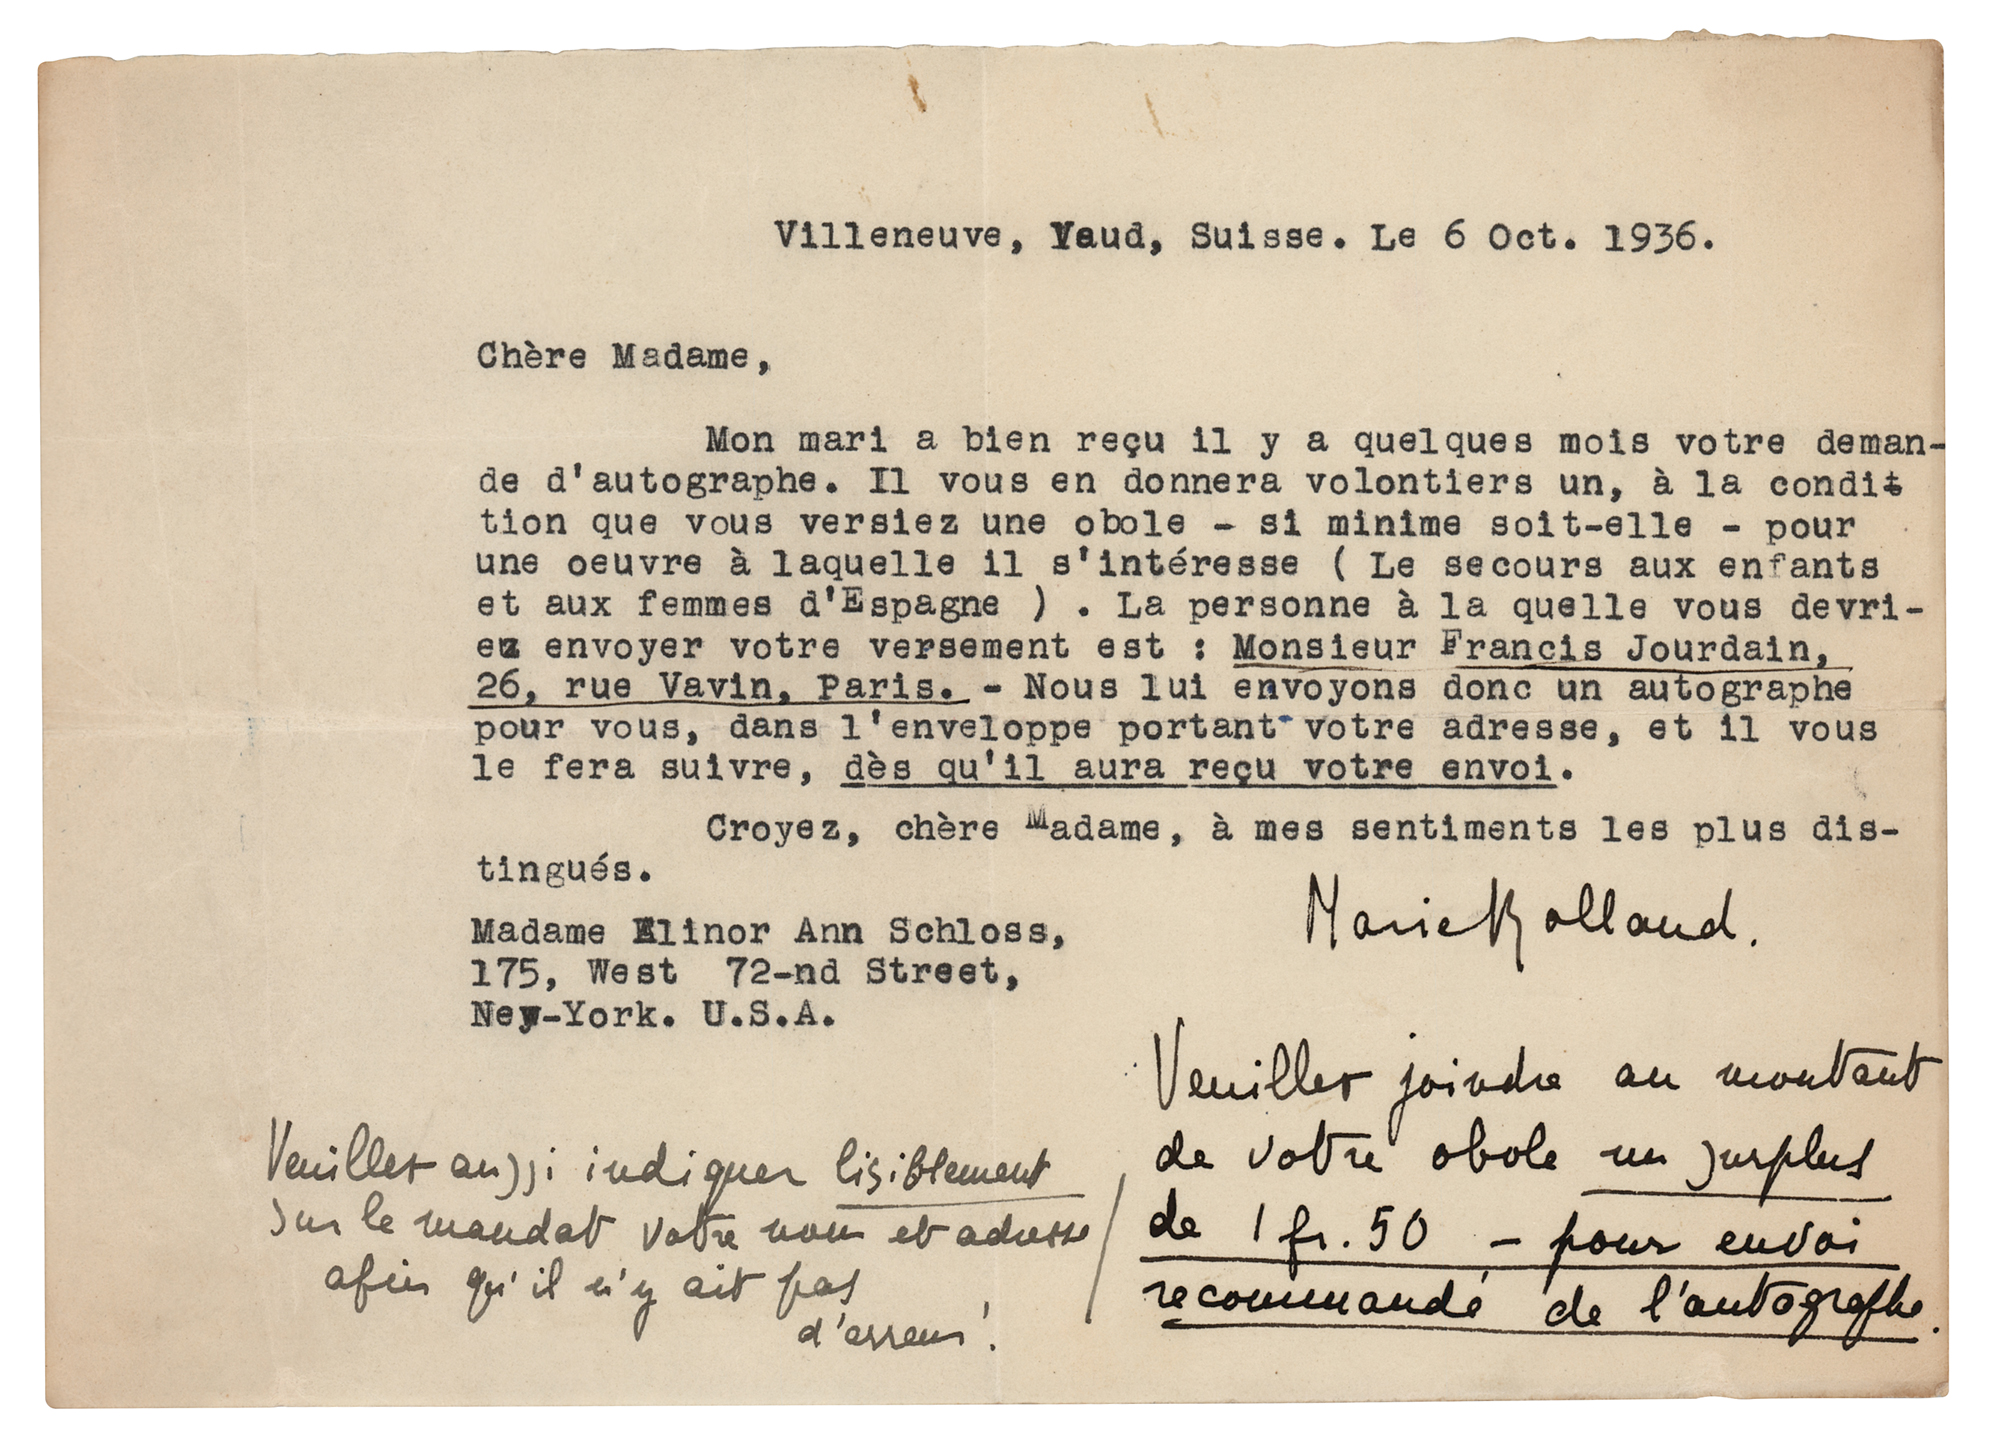 Villeneuve, Vaud, Suisse. Le 6 Oct. 1936.
Chère Madame,
Mon mari a bien reçu il y a quelques mois votre deman-
de d'autographe. Il vous en donnera volontiers un, à la condit
tion que vous versiez une obole - si minime soit-elle - pour
une oeuvre à laquelle il s'intéresse ( Le secours aux enfants
et aux femmes d'Espagne ) . La personne à la quelle vous devri-
ez envoyer votre versement est : Monsieur Francis Jourdain,
26, rue Vavin, Paris. - Nous lui envoyons donc un autographe
pour vous, dans l'enveloppe portant votre adresse, et il vous
le fera suivre, dès qu'il aura reçu votre envoi.
Croyez, chère Madame, à mes sentiments les plus dis-
tingués.
Marie Rolland.
Madame Elinor Ann Schloss,
175, West 72-nd Street,
New-York. U.S.A.
Veuillez joindre au montant
de votre obole un surplus
de 1 fr. 50 - pour envoi
recommandé de l'autographe.
Veuillez aussi indiquer lisiblement
sur le mandat votre nom et adresse
afin qu'il n'y ait pas
d'erreur.